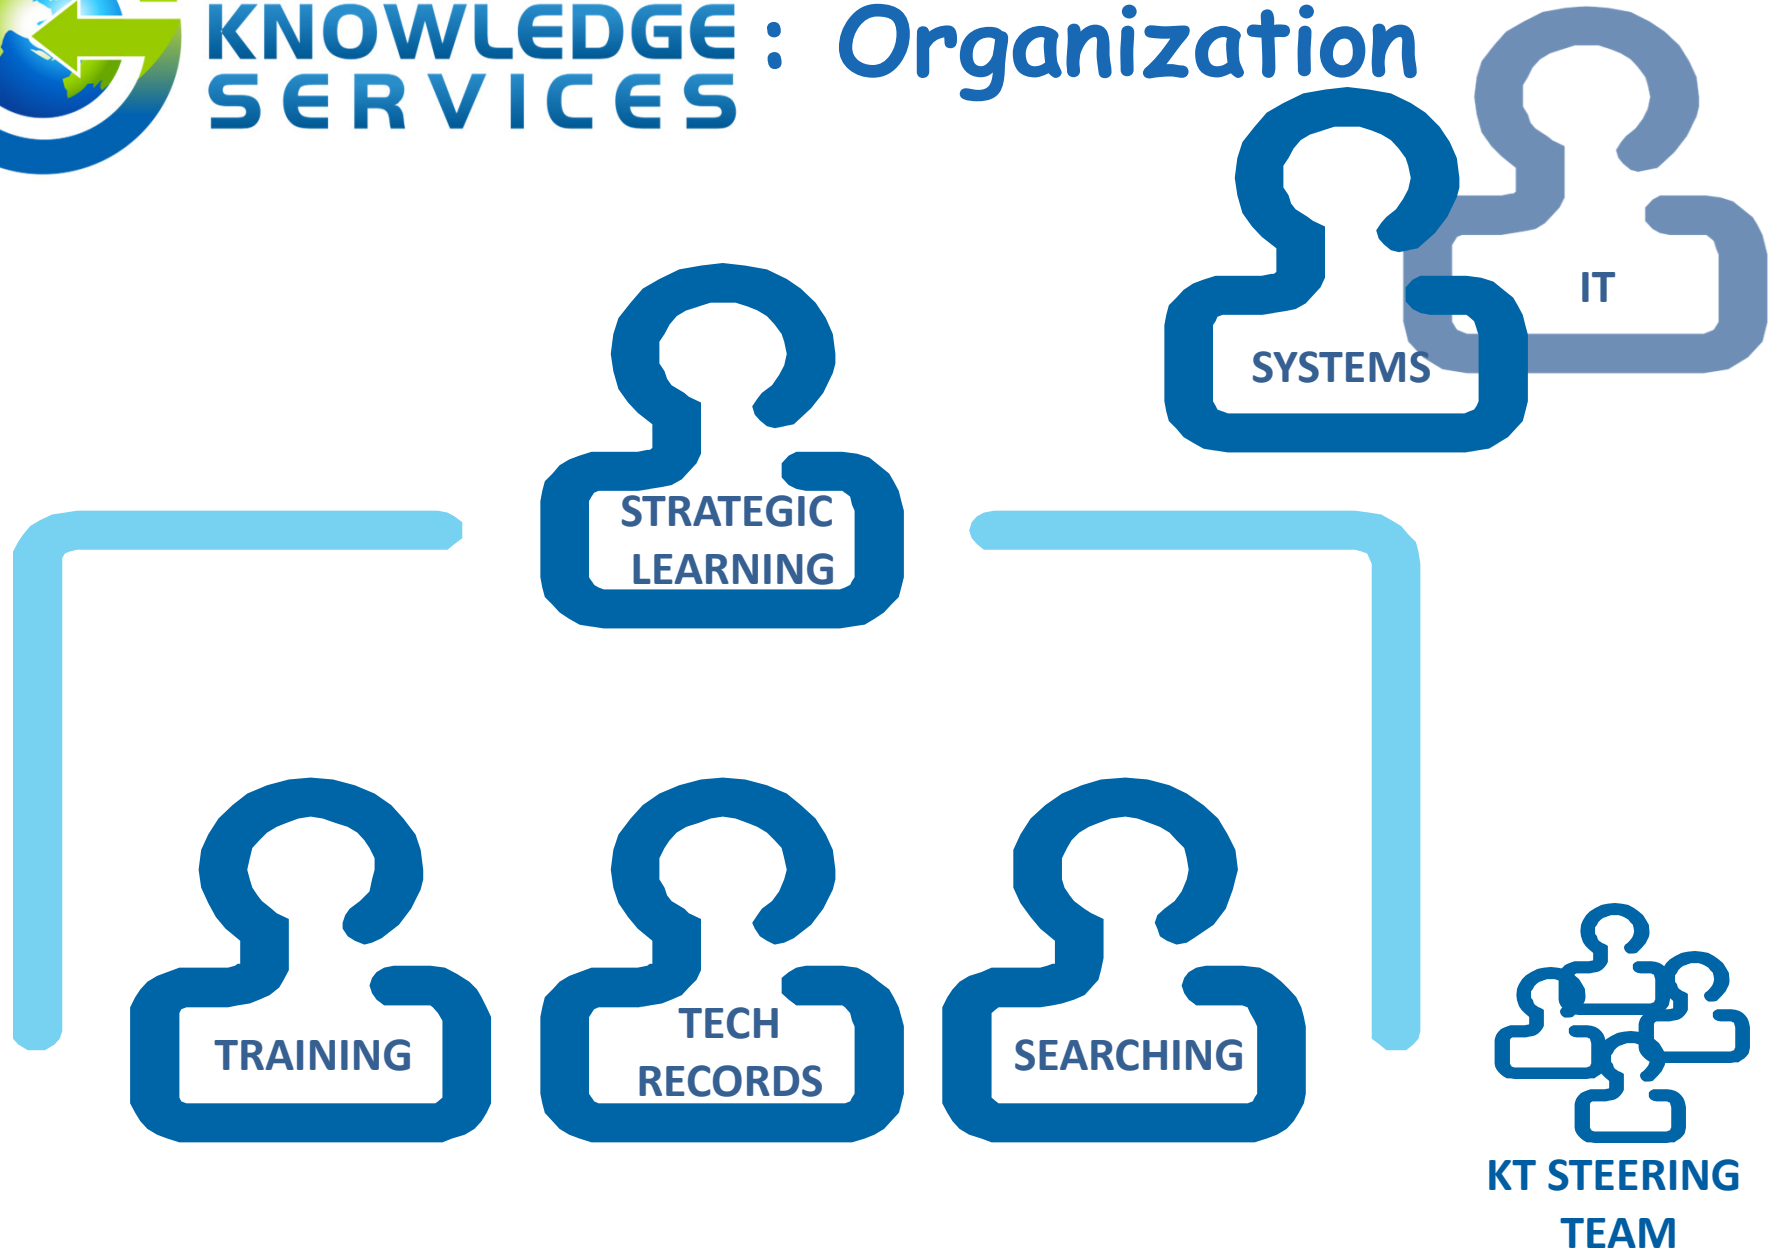 KNOWLEDGE : Organization
SERVICES
IT
SYSTEMS
STRATEGIC
LEARNING
TRAINING
TECH
RECORDS
SEARCHING
KT STEERING
TEAM